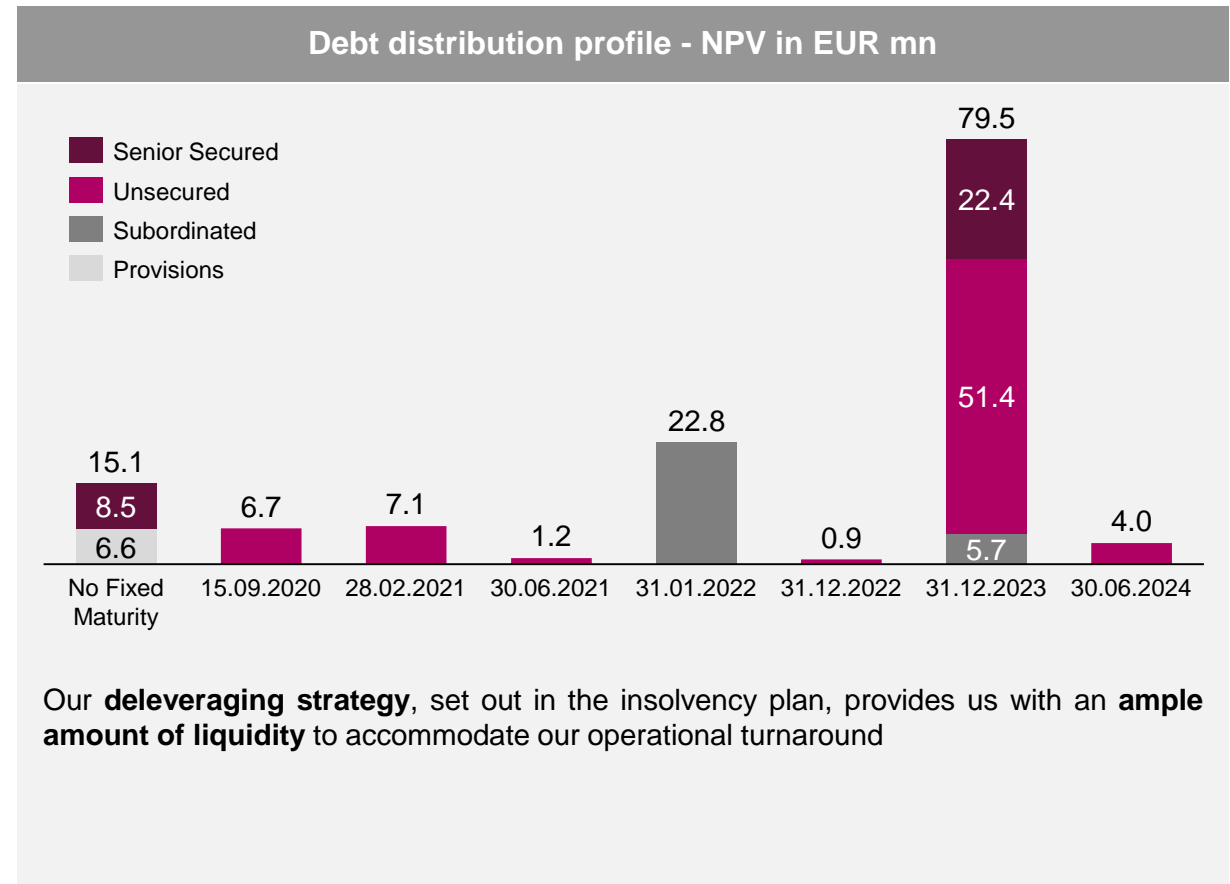 Debt distribution profile - NPV in EUR mn
Senior Secured
Unsecured
Subordinated
Provisions
79.5
22.4
51.4
5.7
22.8
15.1
8.5
6.6
6.7
7.1
1.2
0.9
4.0
No Fixed
Maturity
15.09.2020
28.02.2021
30.06.2021
31.01.2022
31.12.2022
31.12.2023
30.06.2024
Our deleveraging strategy, set out in the insolvency plan, provides us with an ample
amount of liquidity to accommodate our operational turnaround